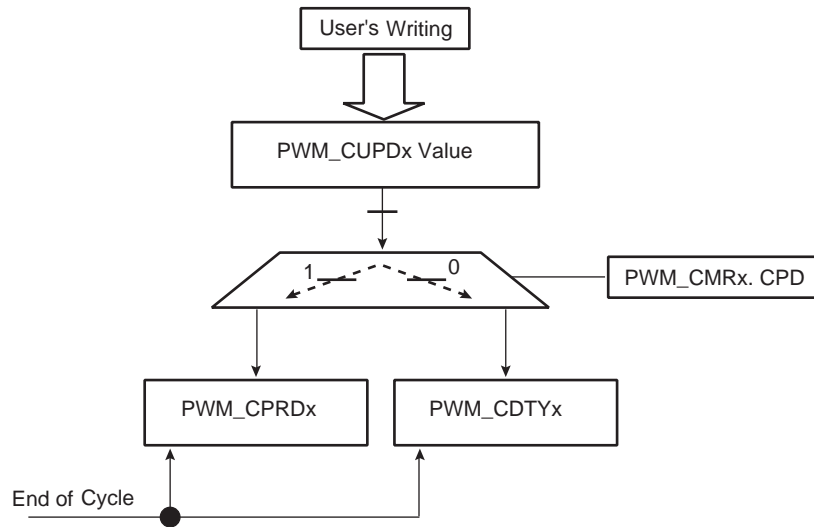 User's Writing
PWM_CUPDx Value
1
0
PWM_CMRx. CPD
PWM_CPRDx
PWM_CDTYx
End of Cycle